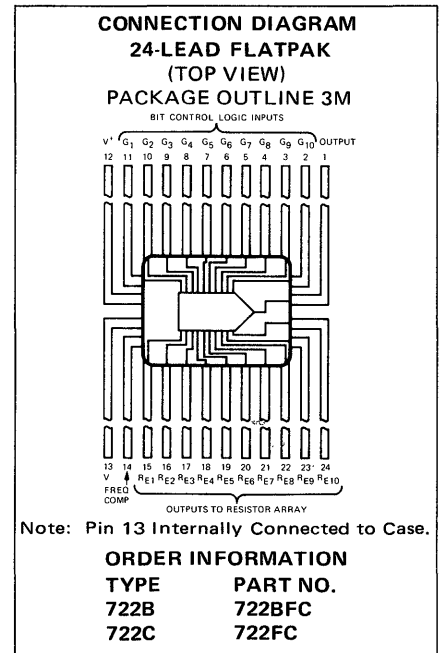 CONNECTION DIAGRAM
24-LEAD FLATPAK
(TOP VIEW)
PACKAGE OUTLINE 3M
BIT CONTROL LOGIC INPUTS
V+ G1 G2 G3 G4 G5 G6 G7 G8 G9 G10 OUTPUT
12 11 10 9 8 7 6 5 4 3 2 1
13 14 15 16 17 18 19 20 21 22 23 24
V RE1 RE2 RE3 RE4 RE5 RE6 RE7 RE8 RE9 RE10
FREQ
COMP
OUTPUTS TO RESISTOR ARRAY
Note: Pin 13 Internally Connected to Case.
ORDER INFORMATION
TYPE PART NO.
722B 722BFC
722C 722FC